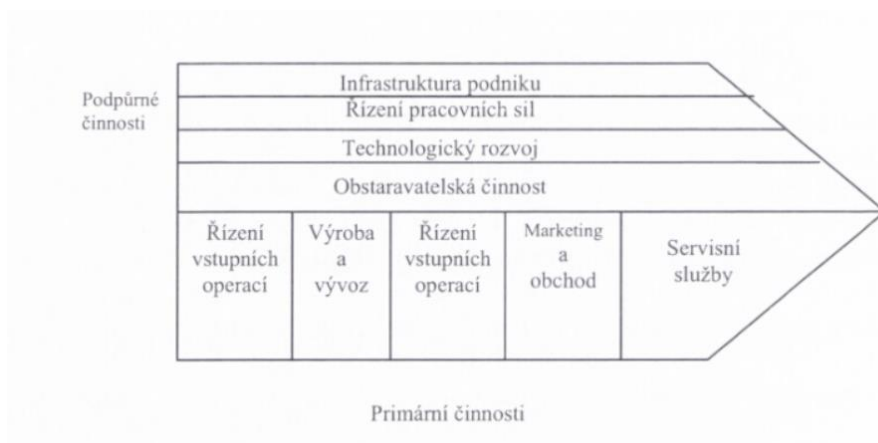 Podpůrné
činnosti
Infrastruktura podniku
Řízení pracovních sil
Technologický rozvoj
Obstaravatelská činnost
Řízení
vstupních
operací
Výroba
a
vývoz
Řízení
vstupních
operací
Marketing
a
obchod
Servisní
služby
Primární činnosti